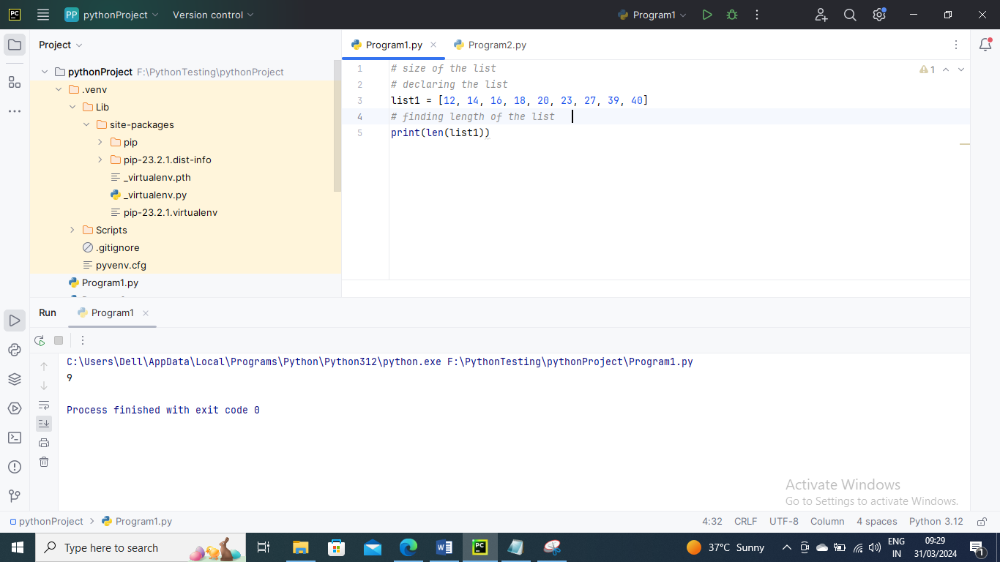 PC PP pythonProject Version control Program1
Project
Program1.py Program2.py
pythonProject F:\PythonTesting\pythonProject
.venv
Lib
site-packages
pip
pip-23.2.1.dist-info
_virtualenv.pth
_virtualenv.py
pip-23.2.1.virtualenv
Scripts
.gitignore
pyvenv.cfg
Program1.py
1 # size of the list
2 # declaring the list
3 list1 = [12, 14, 16, 18, 20, 23, 27, 39, 40]
4 # finding length of the list
5 print(len(list1))
1
Run Program1
C:\Users\Dell\AppData\Local\Programs\Python\Python312\python.exe F:\PythonTesting\pythonProject\Program1.py
9
Process finished with exit code 0
Activate Windows
Go to Settings to activate Windows.
pythonProject Program1.py 4:32 CRLF UTF-8 Column 4 spaces Python 3.12
Type here to search
W
PC
37°C Sunny
ENG
IN
09:29
31/03/2024
1